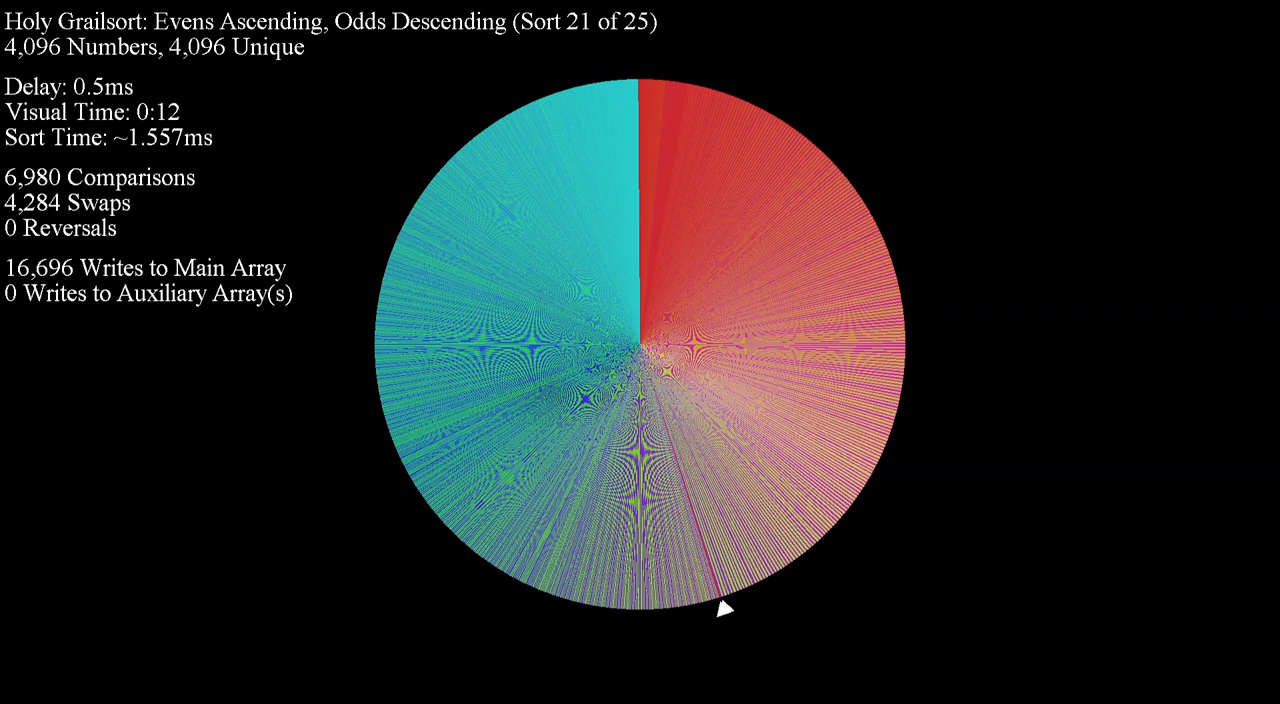 Holy Grailsort: Evens Ascending, Odds Descending (Sort 21 of 25)
4,096 Numbers, 4,096 Unique
Delay: 0.5ms
Visual Time: 0:12
Sort Time: ~1.557ms
6,980 Comparisons
4,284 Swaps
0 Reversals
16,696 Writes to Main Array
0 Writes to Auxiliary Array(s)